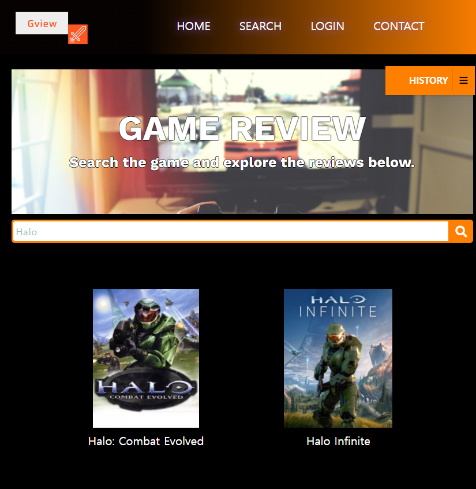 Gview
HOME SEARCH LOGIN CONTACT
HISTORY
GAME REVIEW
Search the game and explore the reviews below.
Halo
HALO
COMBAT EVOLVED
HALO
INFINITE
Halo: Combat Evolved
Halo Infinite